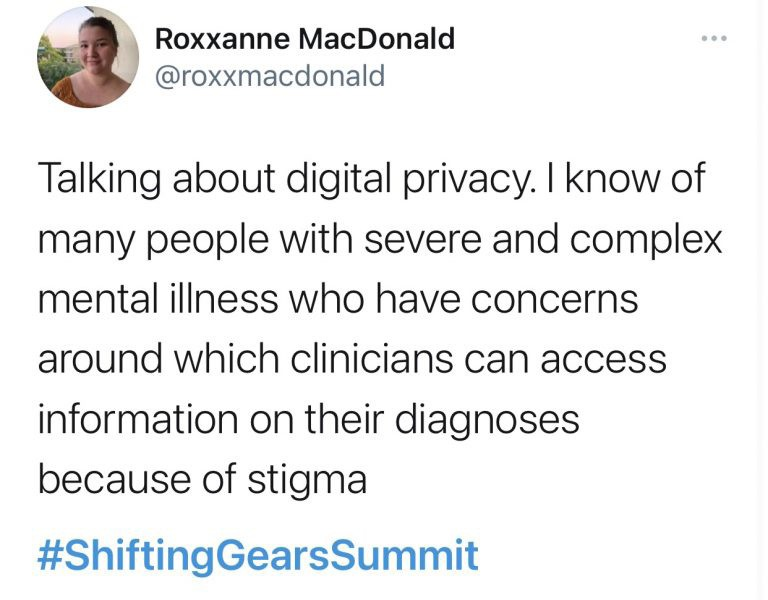 Roxxanne MacDonald
@roxxmacdonald
Talking about digital privacy. I know of
many people with severe and complex
mental illness who have concerns
around which clinicians can access
information on their diagnoses
because of stigma
#ShiftingGearsSummit